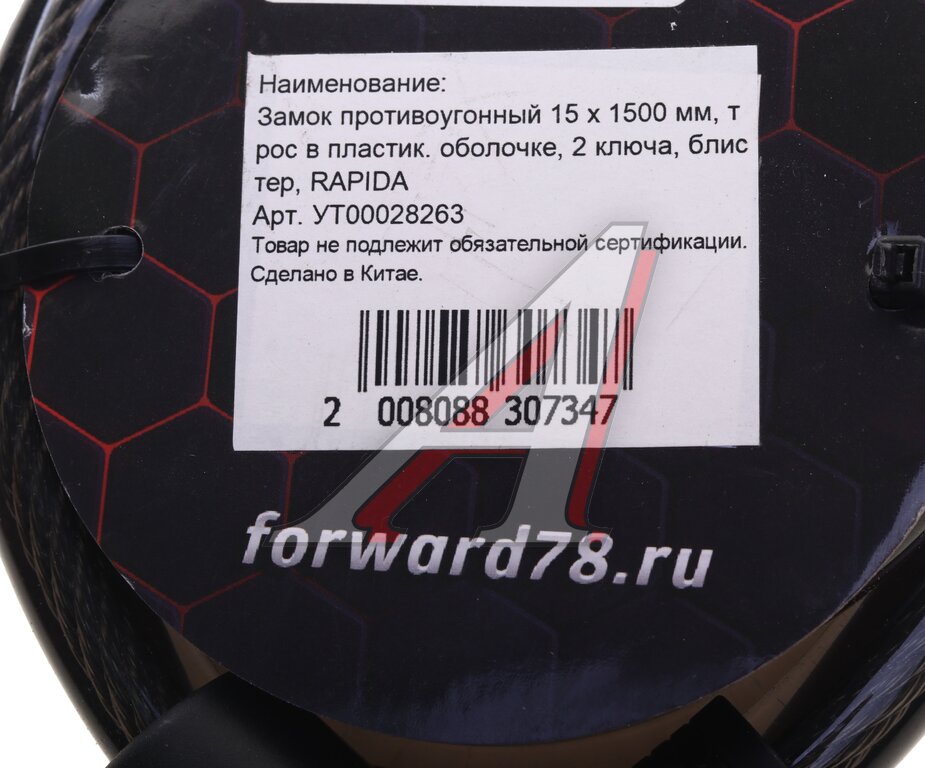 Наименование:
Замок противоугонный 15 х 1500 мм, т
рос в пластик. оболочке, 2 ключа, блис
тер, RAPIDA
Арт. УТ00028263
Товар не подлежит обязательной сертификации.
Сделано в Китае.
2 008088 307347
forward78.ru